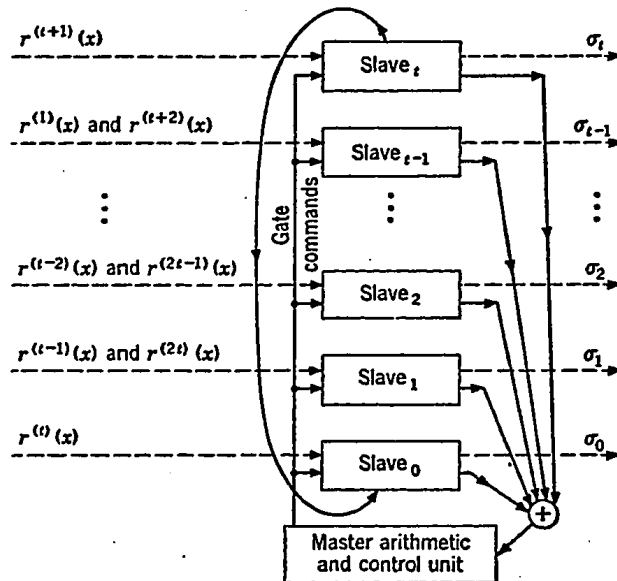 r^(t+1)(x)
Slave_t
σ_t
r^(1)(x) and r^(t+2)(x)
Slave_t−1
σ_t−1
Gate
commands
r^(t−2)(x) and r^(2t−1)(x)
Slave_2
σ_2
r^(t−1)(x) and r^(2t)(x)
Slave_1
σ_1
r^(t)(x)
Slave_0
σ_0
+
Master arithmetic
and control unit